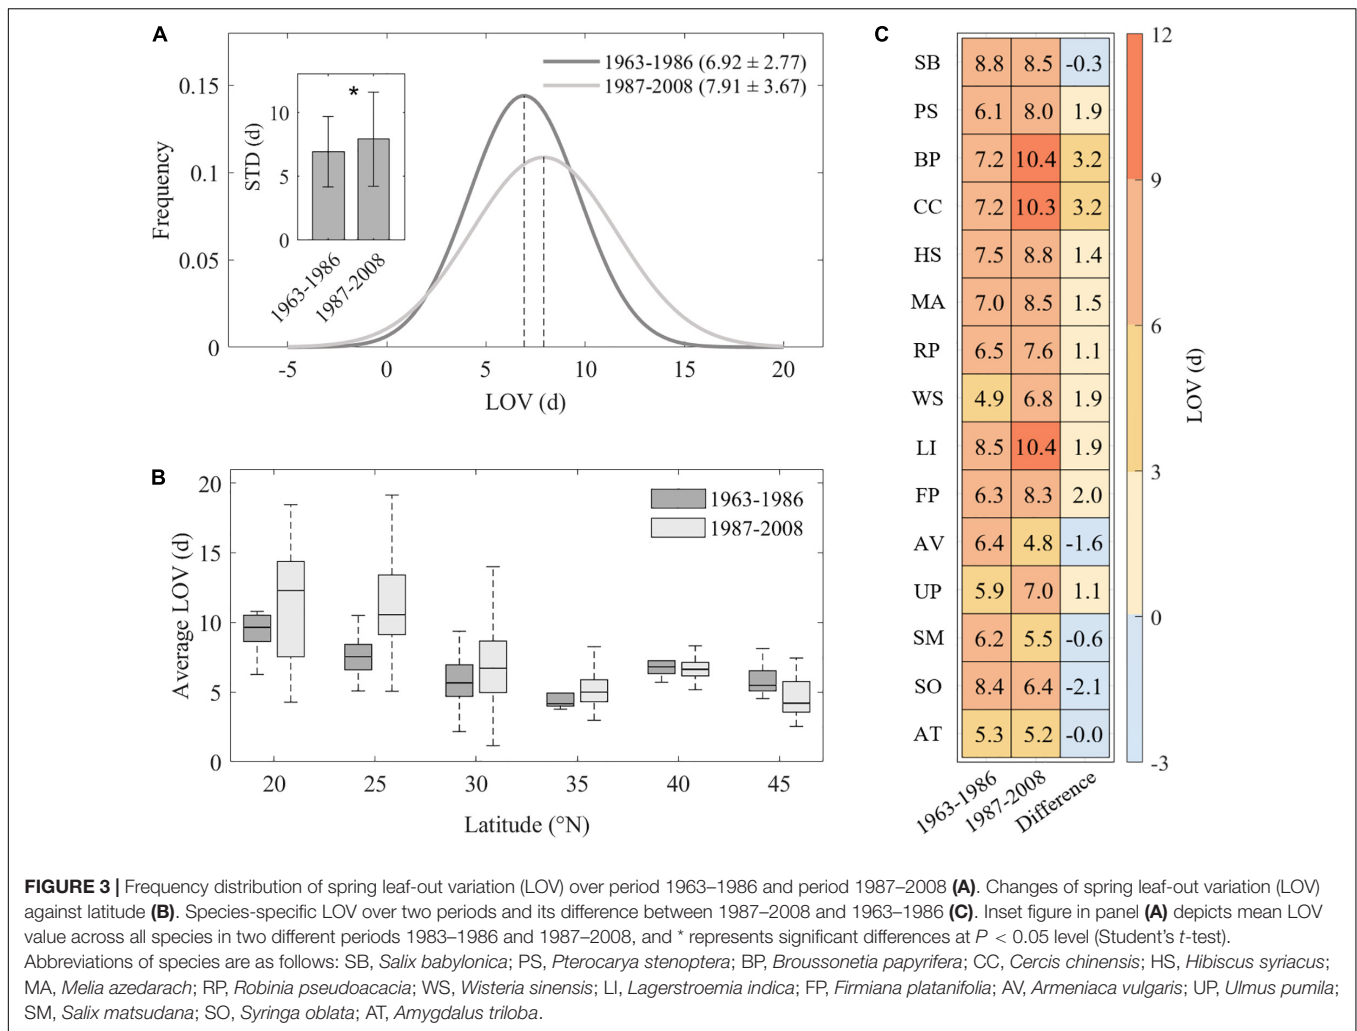 A
0.15
0.1
0.05
0
Frequency
1963-1986 (6.92 ± 2.77)
1987-2008 (7.91 ± 3.67)
10
5
0
STD (d)
*
1963-1986
1987-2008
-5 0 5 10 15 20
LOV (d)
B
20
15
10
5
0
Average LOV (d)
1963-1986
1987-2008
20 25 30 35 40 45
Latitude (°N)
C
SB 8.8 8.5 -0.3
PS 6.1 8.0 1.9
BP 7.2 10.4 3.2
CC 7.2 10.3 3.2
HS 7.5 8.8 1.4
MA 7.0 8.5 1.5
RP 6.5 7.6 1.1
WS 4.9 6.8 1.9
LI 8.5 10.4 1.9
FP 6.3 8.3 2.0
AV 6.4 4.8 -1.6
UP 5.9 7.0 1.1
SM 6.2 5.5 -0.6
SO 8.4 6.4 -2.1
AT 5.3 5.2 -0.0
1963-1986
1987-2008
Difference
12
9
6
3
0
-3
LOV (d)
FIGURE 3 | Frequency distribution of spring leaf-out variation (LOV) over period 1963–1986 and period 1987–2008 (A). Changes of spring leaf-out variation (LOV)
against latitude (B). Species-specific LOV over two periods and its difference between 1987–2008 and 1963–1986 (C). Inset figure in panel (A) depicts mean LOV
value across all species in two different periods 1983–1986 and 1987–2008, and * represents significant differences at P < 0.05 level (Student's t-test).
Abbreviations of species are as follows: SB, Salix babylonica; PS, Pterocarya stenoptera; BP, Broussonetia papyrifera; CC, Cercis chinensis; HS, Hibiscus syriacus;
MA, Melia azedarach; RP, Robinia pseudoacacia; WS, Wisteria sinensis; LI, Lagerstroemia indica; FP, Firmiana platanifolia; AV, Armeniaca vulgaris; UP, Ulmus pumila;
SM, Salix matsudana; SO, Syringa oblata; AT, Amygdalus triloba.